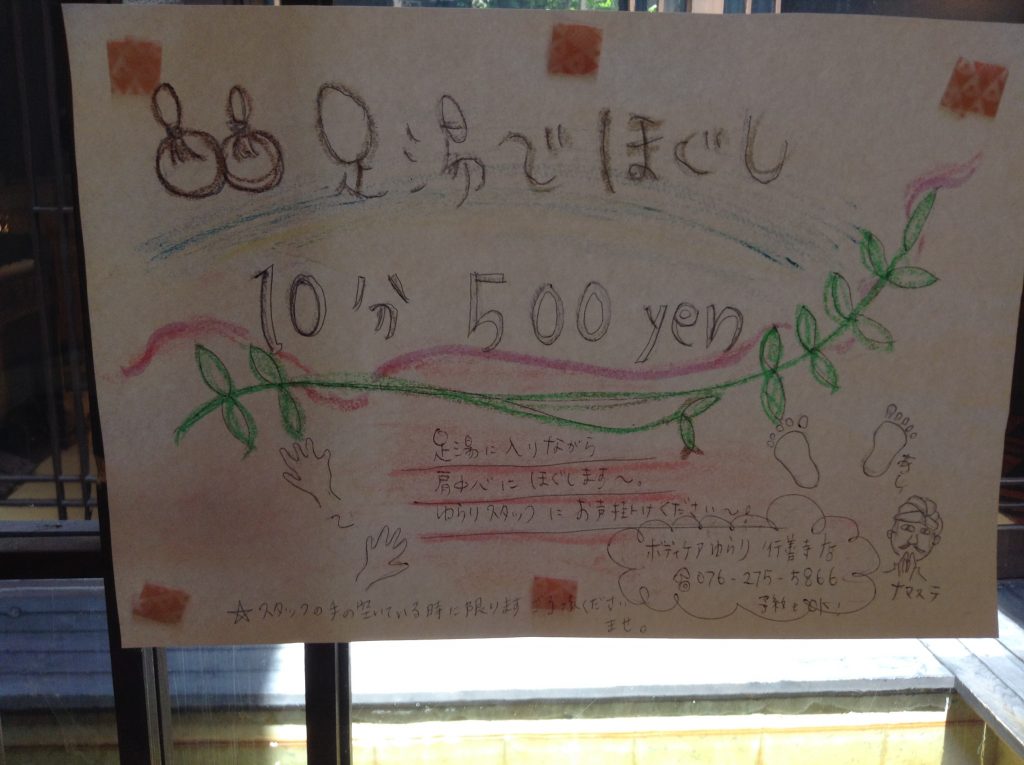 足湯でほぐし
10分 500 yen
足湯に入りながら
肩中心にほぐします〜。
ゆらりスタッフにお声掛けください〜。
ボディケアゆらり 行善寺店
☎076-275-5866
予約もOK!
あし
て
ナマステ
☆スタッフの手の空いている時に限ります ご了承ください
ませ。